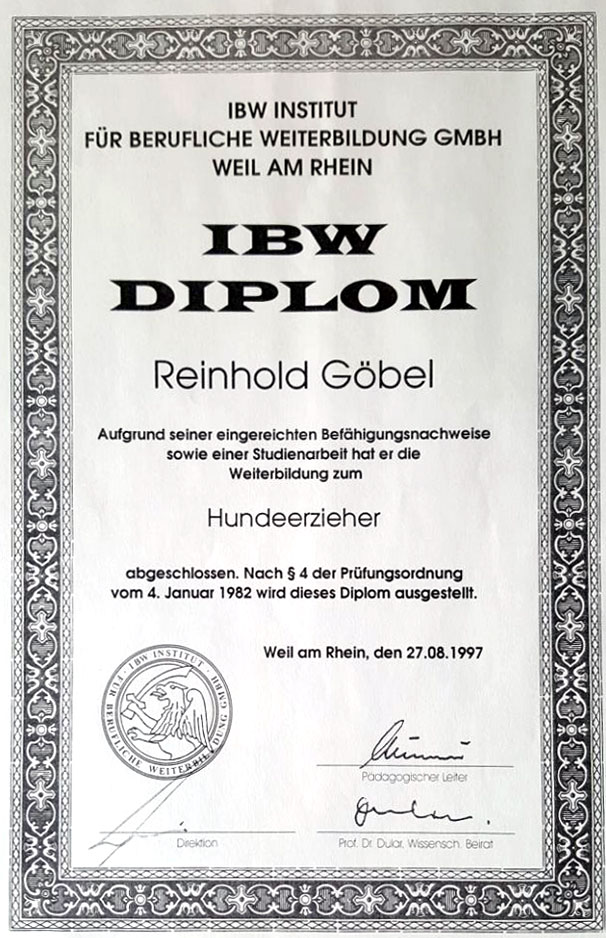 IBW INSTITUT
FÜR BERUFLICHE WEITERBILDUNG GMBH
WEIL AM RHEIN
IBW
DIPLOM
Reinhold Göbel
Aufgrund seiner eingereichten Befähigungsnachweise
sowie einer Studienarbeit hat er die
Weiterbildung zum
Hundeerzieher
abgeschlossen. Nach § 4 der Prüfungsordnung
vom 4. Januar 1982 wird dieses Diplom ausgestellt.
Weil am Rhein, den 27.08.1997
· IBW INSTITUT · GMBH
FÜR BERUFLICHE WEITERBILDUNG
Pädagogischer Leiter
Direktion
Prof. Dr. Dular, Wissensch. Beirat